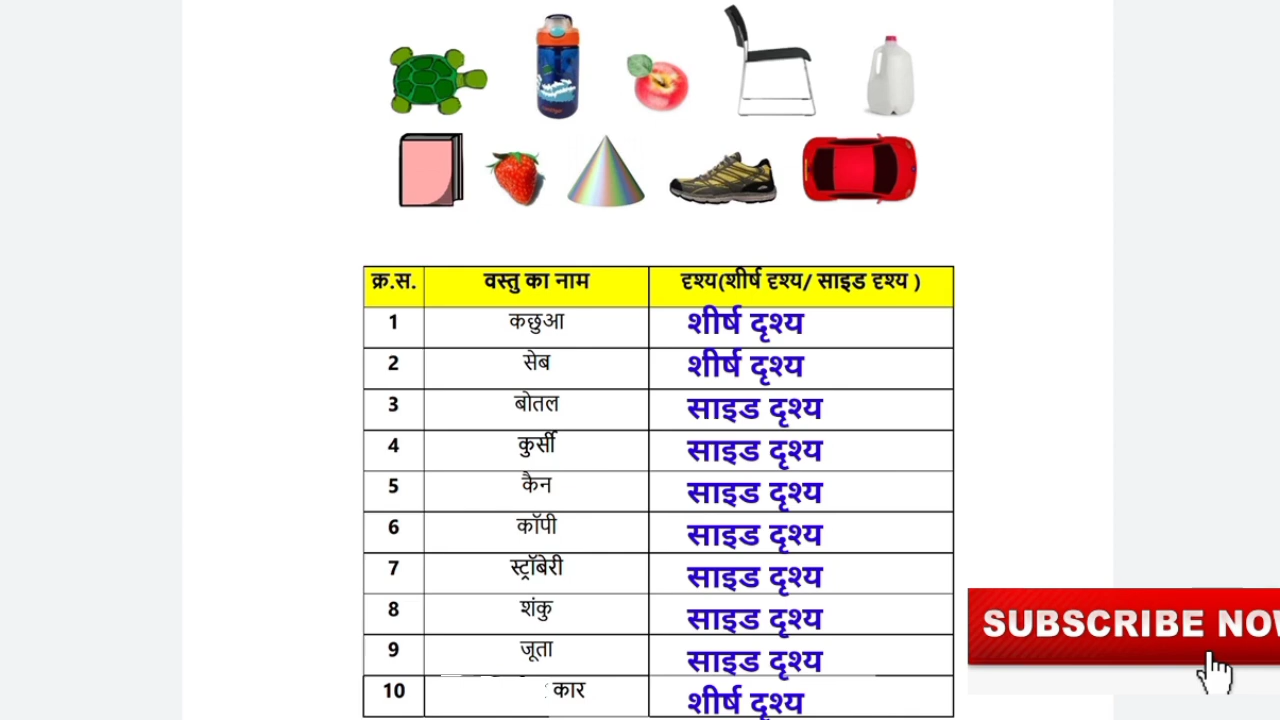 क्र.स. वस्तु का नाम दृश्य(शीर्ष दृश्य/ साइड दृश्य )
1 कछुआ शीर्ष दृश्य
2 सेब शीर्ष दृश्य
3 बोतल साइड दृश्य
4 कुर्सी साइड दृश्य
5 कैन साइड दृश्य
6 कॉपी साइड दृश्य
7 स्ट्रॉबेरी साइड दृश्य
8 शंकु साइड दृश्य
9 जूता साइड दृश्य
10 कार शीर्ष दृश्य
SUBSCRIBE